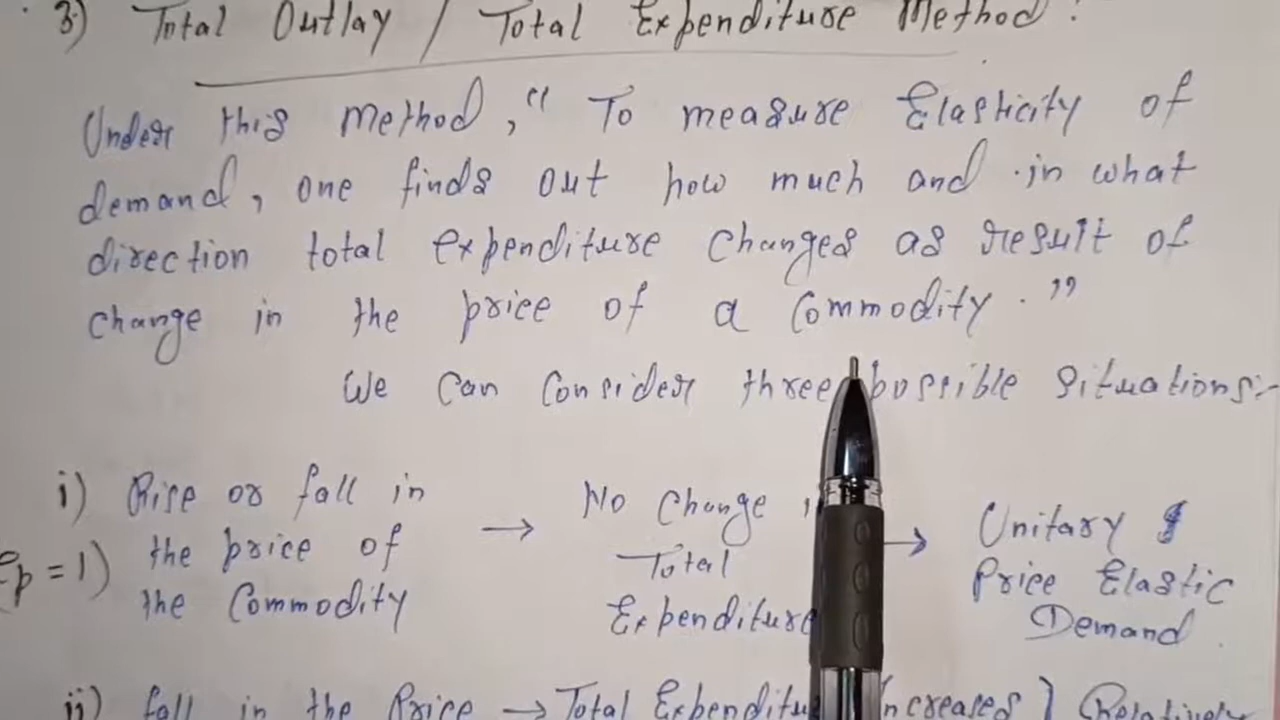 3) Total Outlay / Total Expenditure Method :
Under this Method, “ To measure Elasticity of
demand, one finds out how much and in what
direction total expenditure changes as result of
change in the price of a Commodity . ”
We Can Consider three possible Situations:-
i) Rise or fall in
the price of
the Commodity
Ep = 1)
→ No Change
Total
Expenditure
→ Unitary
Price Elastic
Demand
ii) fall in the Price → Total Expenditure Increases } Relatively